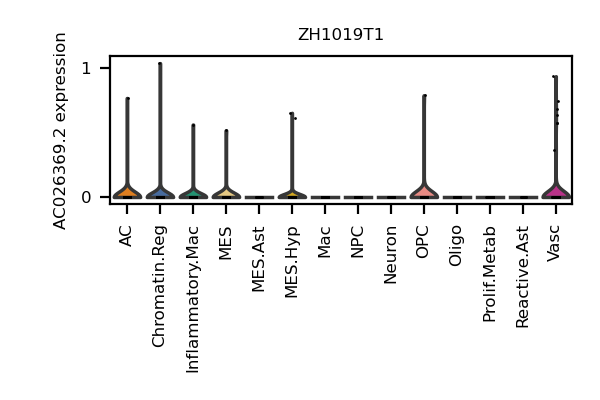 ZH1019T1
AC026369.2 expression
1
0
AC
Chromatin.Reg
Inflammatory.Mac
MES
MES.Ast
MES.Hyp
Mac
NPC
Neuron
OPC
Oligo
Prolif.Metab
Reactive.Ast
Vasc